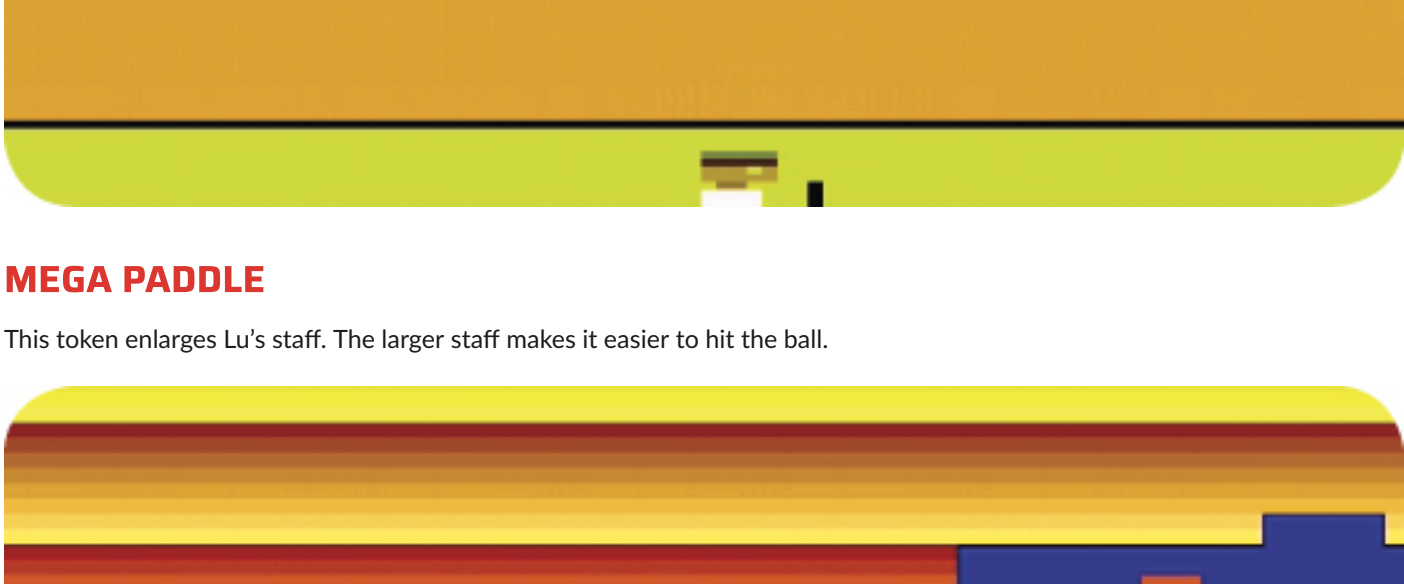 MEGA PADDLE
This token enlarges Lu’s staff. The larger staff makes it easier to hit the ball.